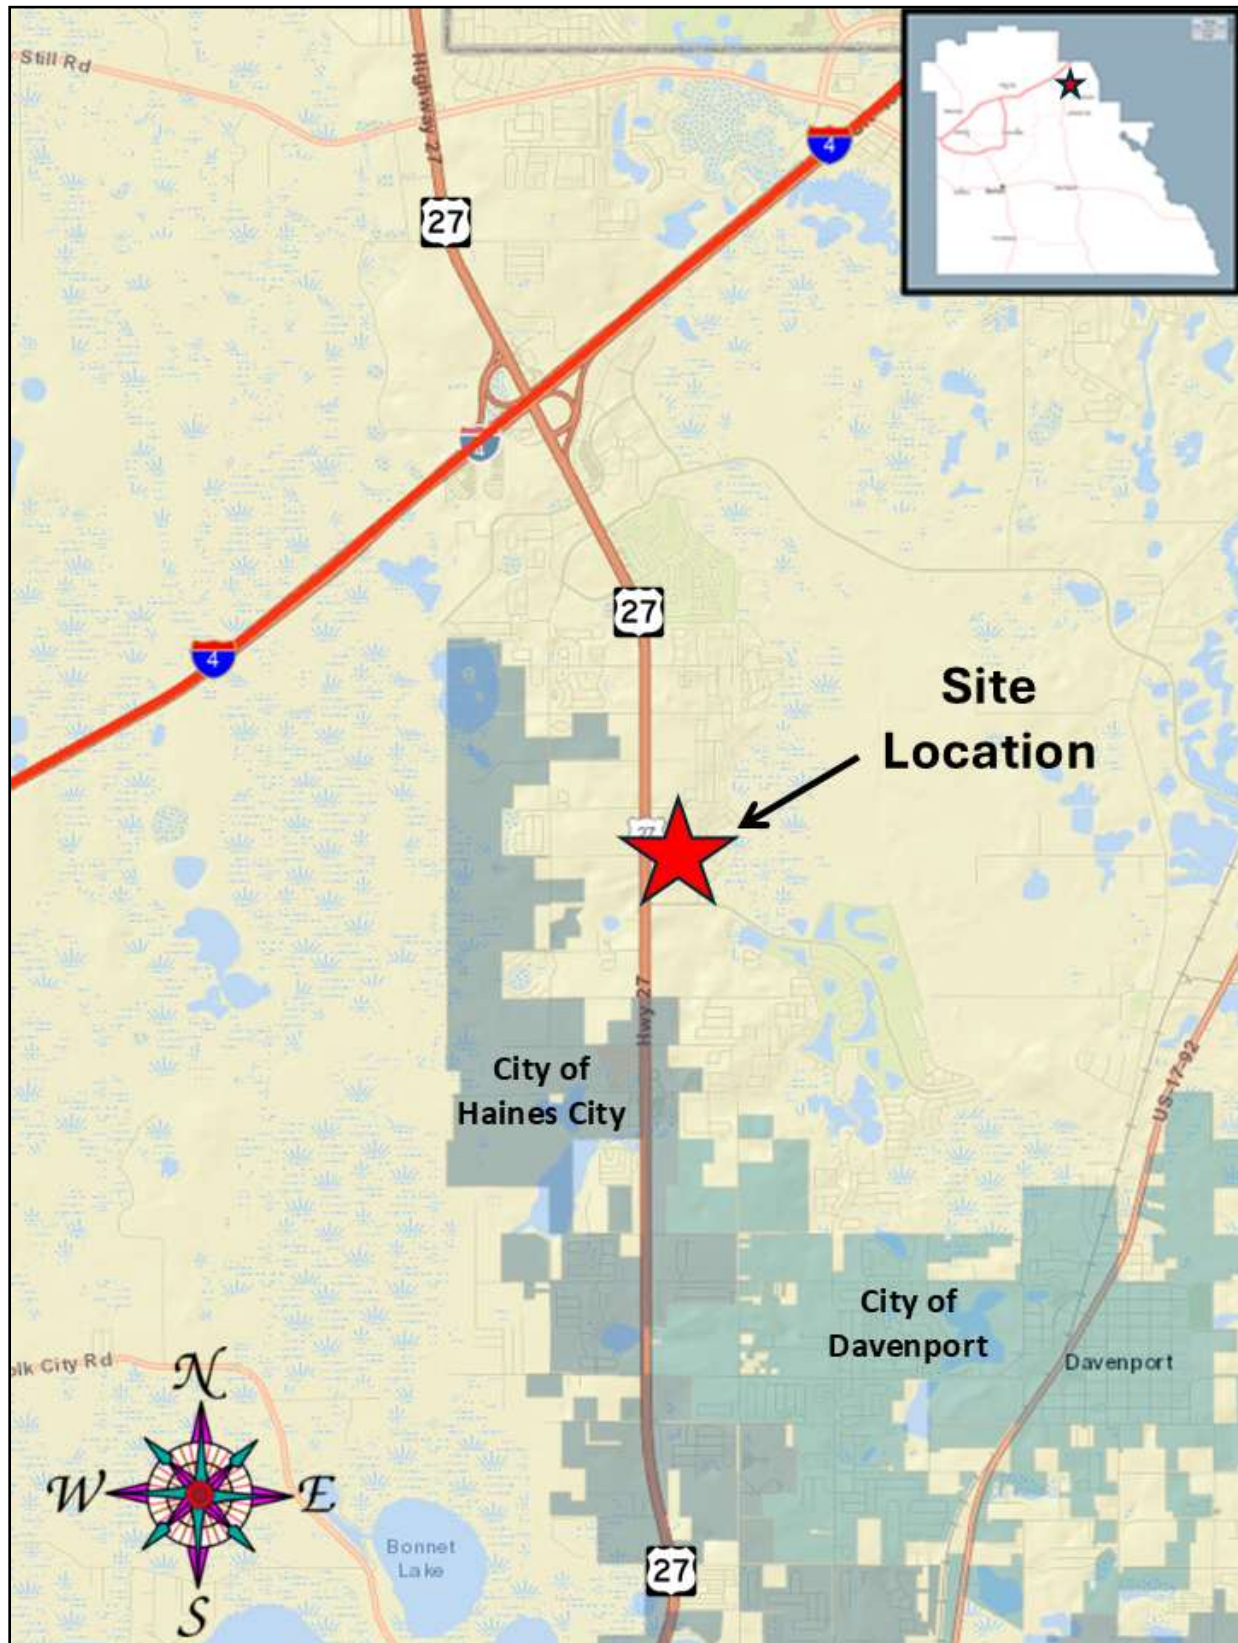 Still Rd
Highway 27
4
27
4
27
4
Site
Location
27
Hwy 27
City of
Haines City
US-17-92
City of
Davenport
Davenport
olk City Rd
N
W
E
S
Bonnet
Lake
27